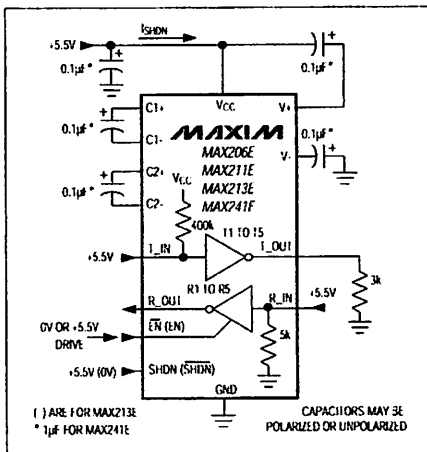 ISHDN
+5.5V
0.1µF *
0.1µF *
VCC
V+
C1+
0.1µF *
C1-
MAXIM
MAX206E
MAX211E
MAX213E
MAX241E
0.1µF *
V-
C2+
0.1µF *
C2-
VCC
400k
T1 TO T5
+5.5V
T_IN
T_OUT
3k
R1 TO R5
R_OUT
R_IN
+5.5V
5k
0V OR +5.5V
DRIVE
EN (EN)
+5.5V (0V)
SHDN (SHDN)
GND
( ) ARE FOR MAX213E
* 1µF FOR MAX241E
CAPACITORS MAY BE
POLARIZED OR UNPOLARIZED